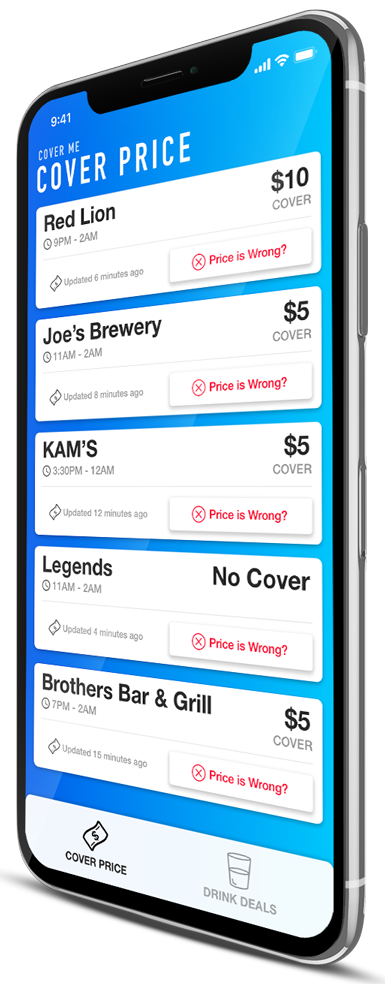 9:41
COVER ME
COVER PRICE
Red Lion
$10
9PM - 2AM
COVER
Updated 6 minutes ago
Price is Wrong?
Joe's Brewery
$5
11AM - 2AM
COVER
Updated 8 minutes ago
Price is Wrong?
KAM'S
$5
3:30PM - 12AM
COVER
Updated 12 minutes ago
Price is Wrong?
Legends
No Cover
11AM - 2AM
Updated 4 minutes ago
Price is Wrong?
Brothers Bar & Grill
$5
7PM - 2AM
COVER
Updated 15 minutes ago
Price is Wrong?
COVER PRICE
DRINK DEALS